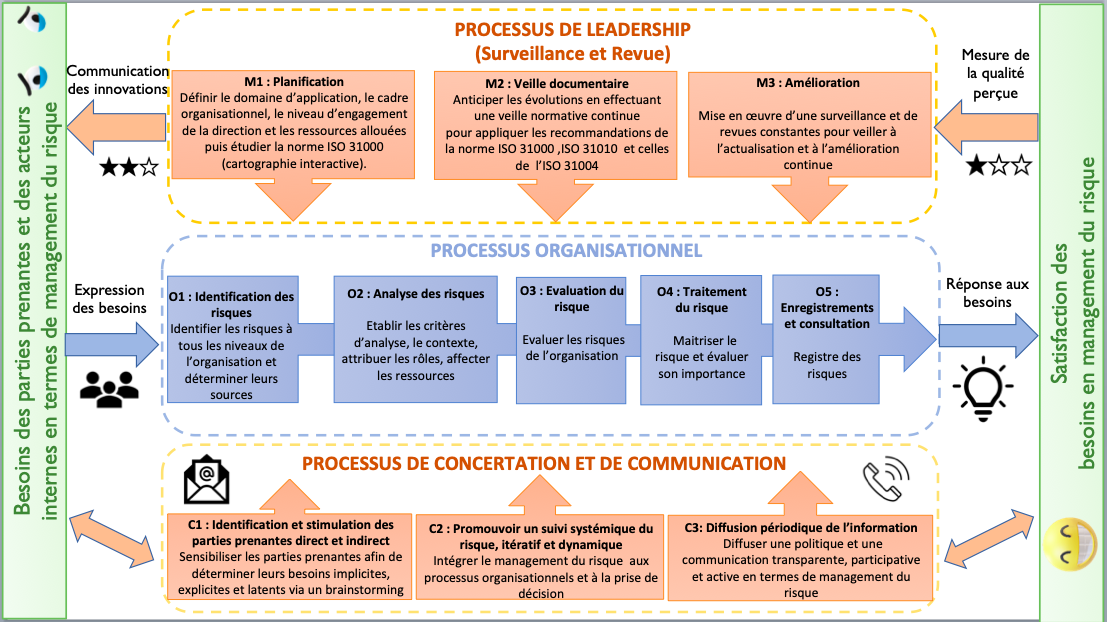 Besoins des parties prenantes et des acteurs
internes en termes de management du risque
Communication
des innovations
Expression
des besoins
PROCESSUS DE LEADERSHIP
(Surveillance et Revue)
M1 : Planification
Définir le domaine d'application, le cadre
organisationnel, le niveau d'engagement
de la direction et les ressources allouées
puis étudier la norme ISO 31000
(cartographie interactive).
M2 : Veille documentaire
Anticiper les évolutions en effectuant
une veille normative continue
pour appliquer les recommandations de
la norme ISO 31000 ,ISO 31010 et celles
de l'ISO 31004
M3 : Amélioration
Mise en œuvre d'une surveillance et de
revues constantes pour veiller à
l'actualisation et à l'amélioration
continue
Mesure de
la qualité
perçue
PROCESSUS ORGANISATIONNEL
O1 : Identification des
risques
Identifier les risques à
tous les niveaux de
l'organisation et
déterminer leurs
sources
O2 : Analyse des risques
Etablir les critères
d'analyse, le contexte,
attribuer les rôles, affecter
les ressources
O3 : Evaluation du
risque
Evaluer les risques
de l'organisation
O4 : Traitement
du risque
Maitriser le
risque et évaluer
son importance
O5 :
Enregistrements
et consultation
Registre des
risques
Réponse aux
besoins
PROCESSUS DE CONCERTATION ET DE COMMUNICATION
C1 : Identification et stimulation des
parties prenantes direct et indirect
Sensibiliser les parties prenantes afin de
déterminer leurs besoins implicites,
explicites et latents via un brainstorming
C2 : Promouvoir un suivi systémique du
risque, itératif et dynamique
Intégrer le management du risque aux
processus organisationnels et à la prise de
décision
C3: Diffusion périodique de l'information
Diffuser une politique et une
communication transparente, participative
et active en termes de management du
risque
Satisfaction des
besoins en management du risque